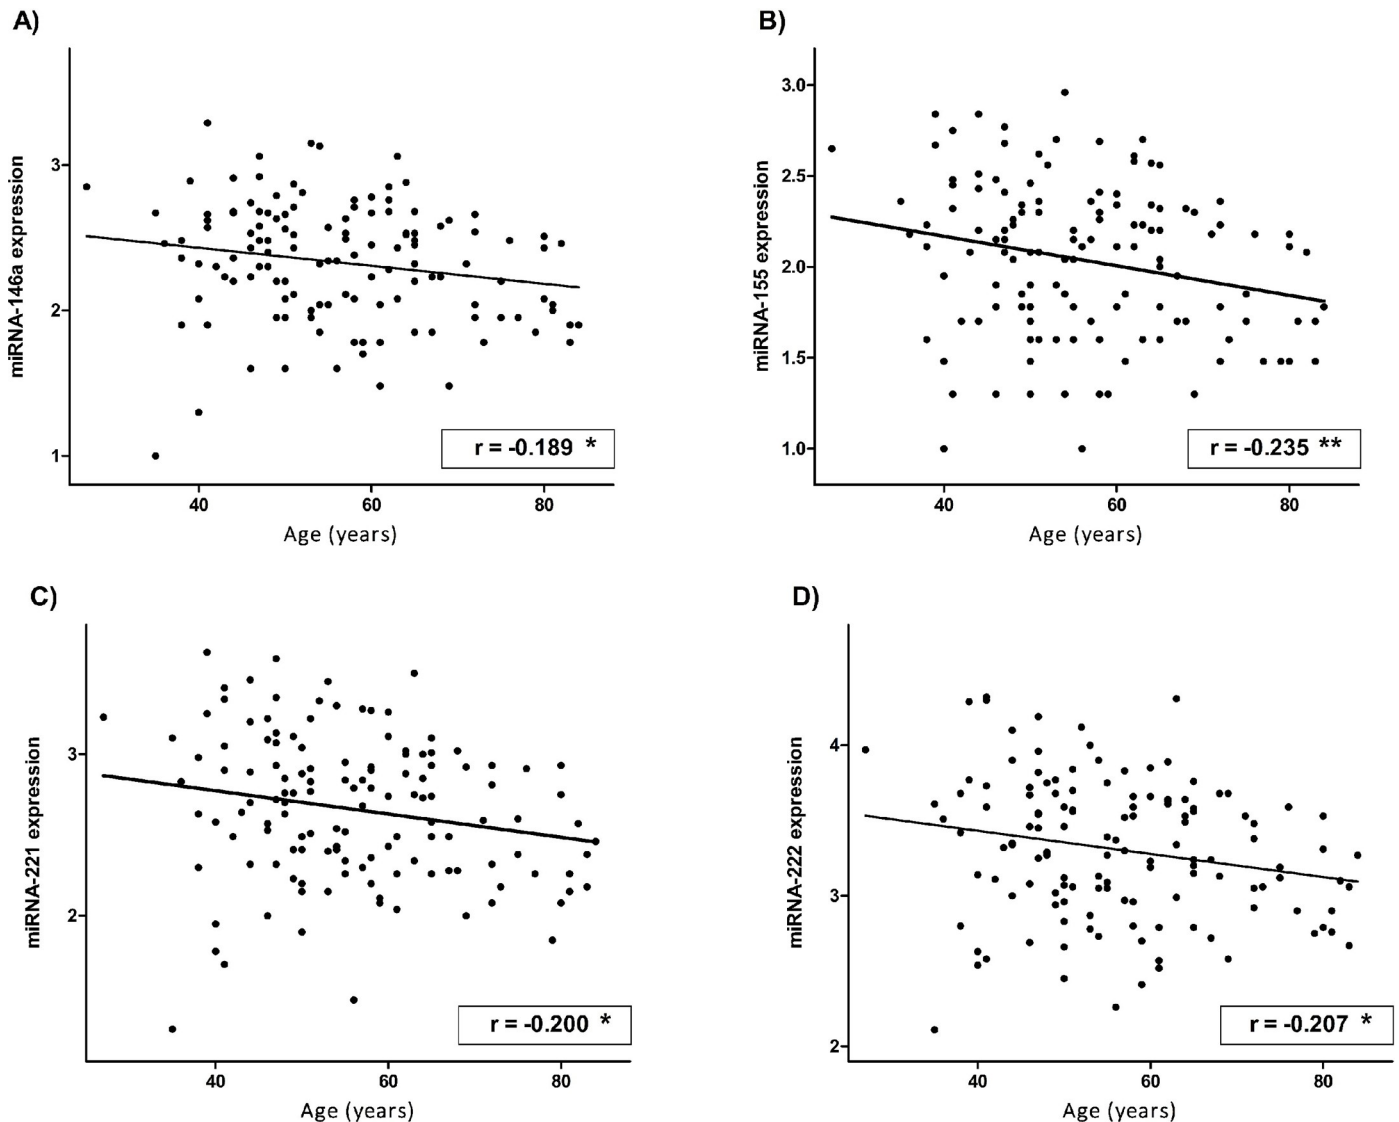 A)
miRNA-146a expression
3
2
1
40 60 80
Age (years)
r = -0.189 *
B)
miRNA-155 expression
3.0
2.5
2.0
1.5
1.0
40 60 80
Age (years)
r = -0.235 **
C)
miRNA-221 expression
3
2
40 60 80
Age (years)
r = -0.200 *
D)
miRNA-222 expression
4
3
2
40 60 80
Age (years)
r = -0.207 *